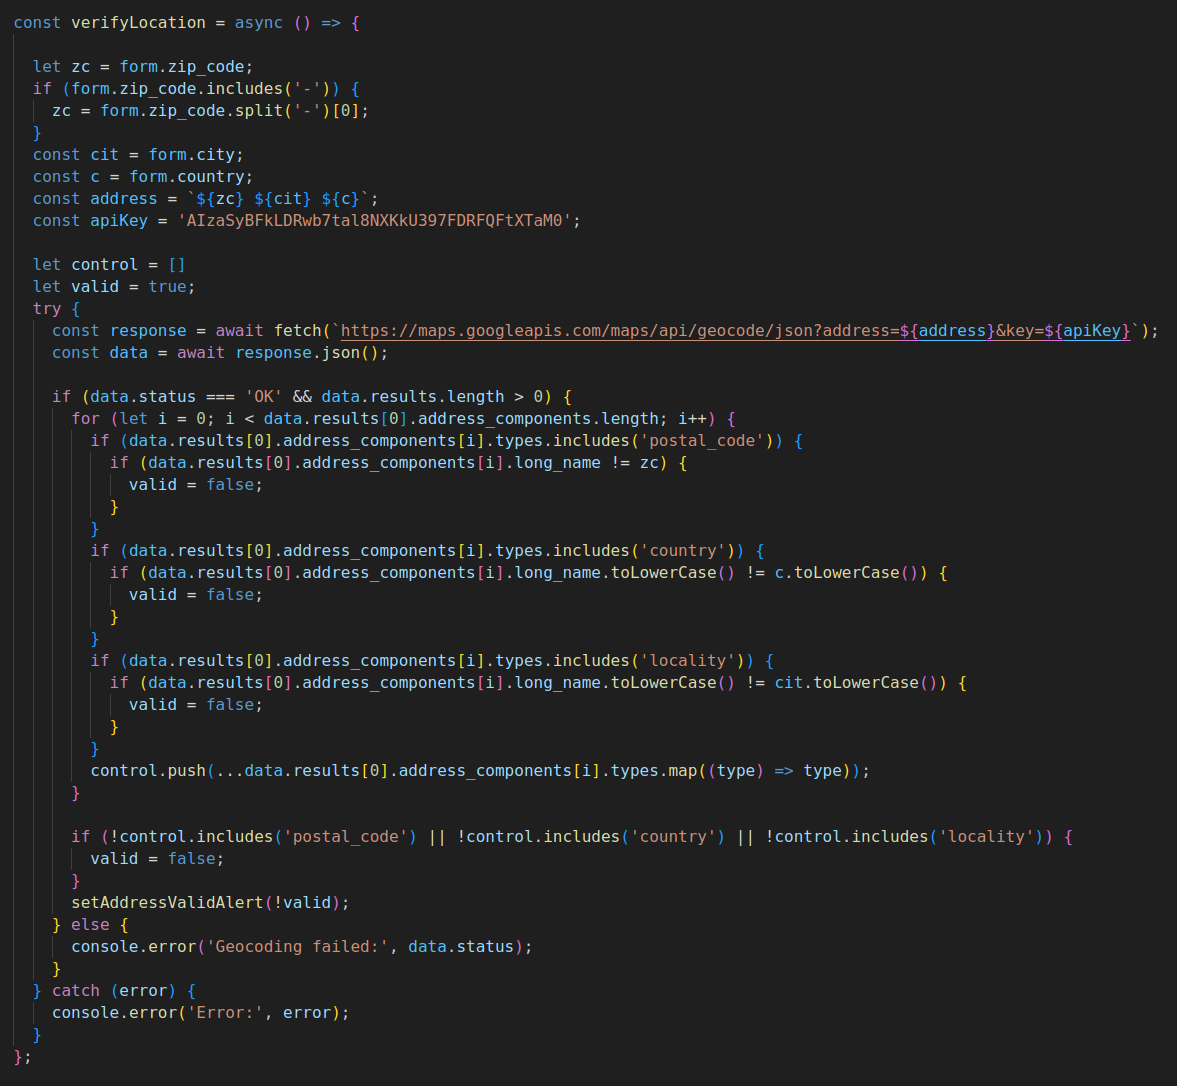 const verifyLocation = async () => {
let zc = form.zip_code;
if (form.zip_code.includes('-')) {
zc = form.zip_code.split('-')[0];
}
const cit = form.city;
const c = form.country;
const address = `${zc} ${cit} ${c}`;
const apiKey = 'AIzaSyBFkLDRwb7tal8NXKkU397FDRFQFtXTaM0';
let control = []
let valid = true;
try {
const response = await fetch(`https://maps.googleapis.com/maps/api/geocode/json?address=${address}&key=${apiKey}`);
const data = await response.json();
if (data.status === 'OK' && data.results.length > 0) {
for (let i = 0; i < data.results[0].address_components.length; i++) {
if (data.results[0].address_components[i].types.includes('postal_code')) {
if (data.results[0].address_components[i].long_name != zc) {
valid = false;
}
}
if (data.results[0].address_components[i].types.includes('country')) {
if (data.results[0].address_components[i].long_name.toLowerCase() != c.toLowerCase()) {
valid = false;
}
}
if (data.results[0].address_components[i].types.includes('locality')) {
if (data.results[0].address_components[i].long_name.toLowerCase() != cit.toLowerCase()) {
valid = false;
}
}
control.push(...data.results[0].address_components[i].types.map((type) => type));
}
if (!control.includes('postal_code') || !control.includes('country') || !control.includes('locality')) {
valid = false;
}
setAddressValidAlert(!valid);
} else {
console.error('Geocoding failed:', data.status);
}
} catch (error) {
console.error('Error:', error);
}
};